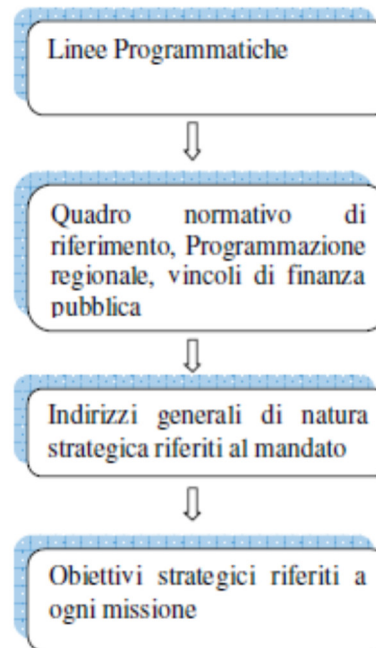 Linee Programmatiche
Quadro normativo di
riferimento, Programmazione
regionale, vincoli di finanza
pubblica
Indirizzi generali di natura
strategica riferiti al mandato
Obiettivi strategici riferiti a
ogni missione